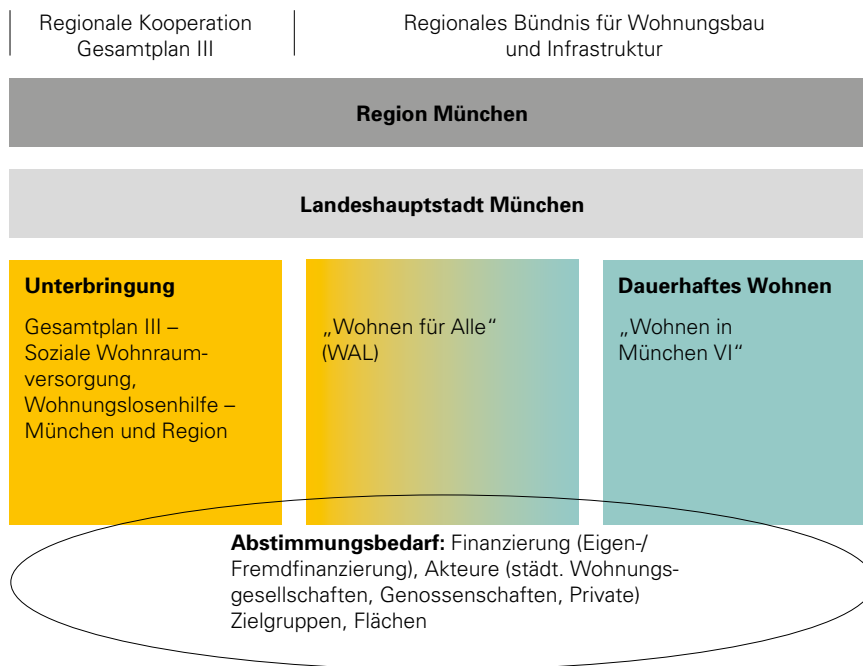 Regionale Kooperation
Gesamtplan III
Regionales Bündnis für Wohnungsbau
und Infrastruktur
Region München
Landeshauptstadt München
Unterbringung
Gesamtplan III –
Soziale Wohnraum-
versorgung,
Wohnungslosenhilfe –
München und Region
„Wohnen für Alle“
(WAL)
Dauerhaftes Wohnen
„Wohnen in
München VI“
Abstimmungsbedarf: Finanzierung (Eigen-/
Fremdfinanzierung), Akteure (städt. Wohnungs-
gesellschaften, Genossenschaften, Private)
Zielgruppen, Flächen